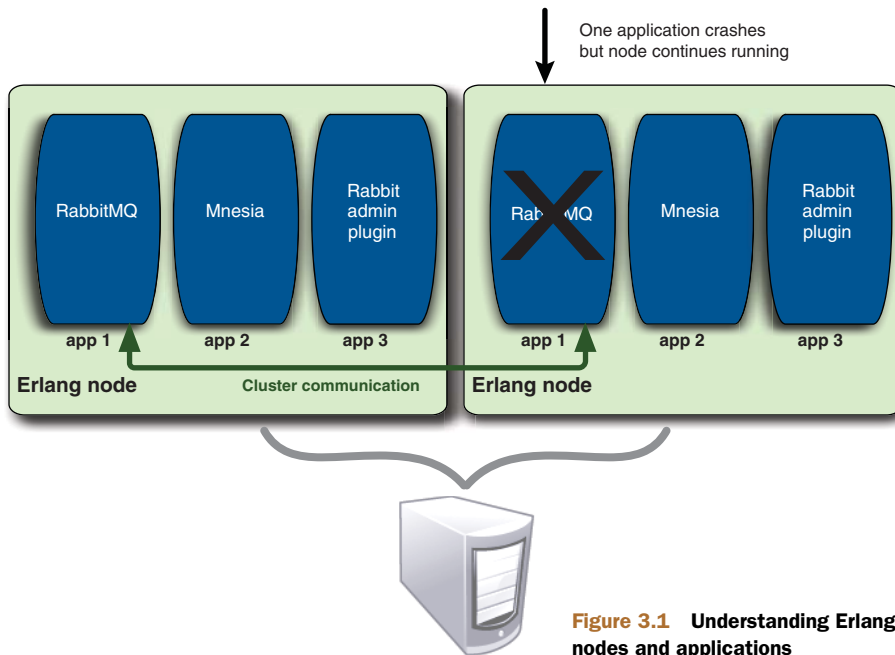 One application crashes
but node continues running
RabbitMQ
Mnesia
Rabbit
admin
plugin
RabbitMQ
Mnesia
Rabbit
admin
plugin
app 1
app 2
app 3
app 1
app 2
app 3
Erlang node
Cluster communication
Erlang node
Figure 3.1 Understanding Erlang
nodes and applications